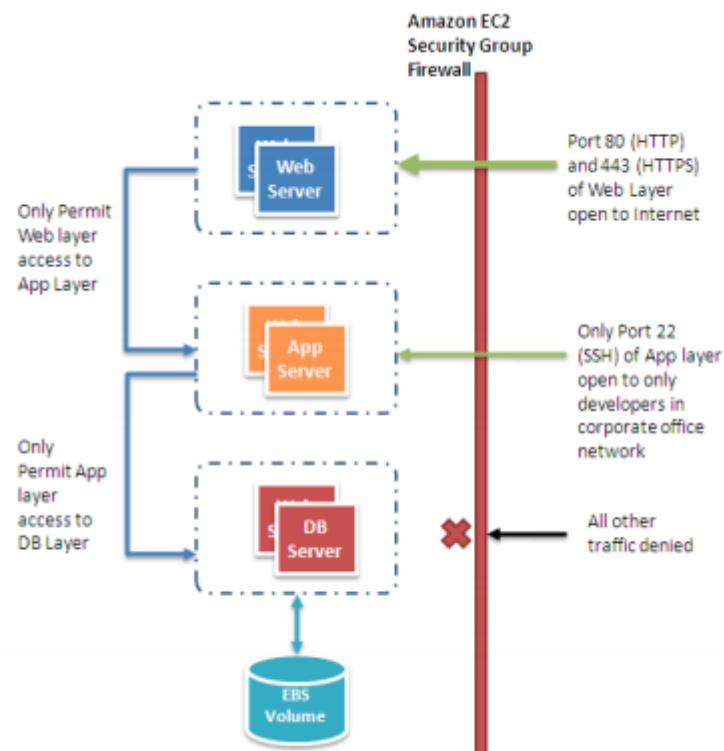 Amazon EC2
Security Group
Firewall
Web
Server
Port 80 (HTTP)
and 443 (HTTPS)
of Web Layer
open to Internet
Only Permit
Web layer
access to
App Layer
App
Server
Only Port 22
(SSH) of App layer
open to only
developers in
corporate office
network
Only
Permit App
layer
access to
DB Layer
DB
Server
All other
traffic denied
EBS
Volume